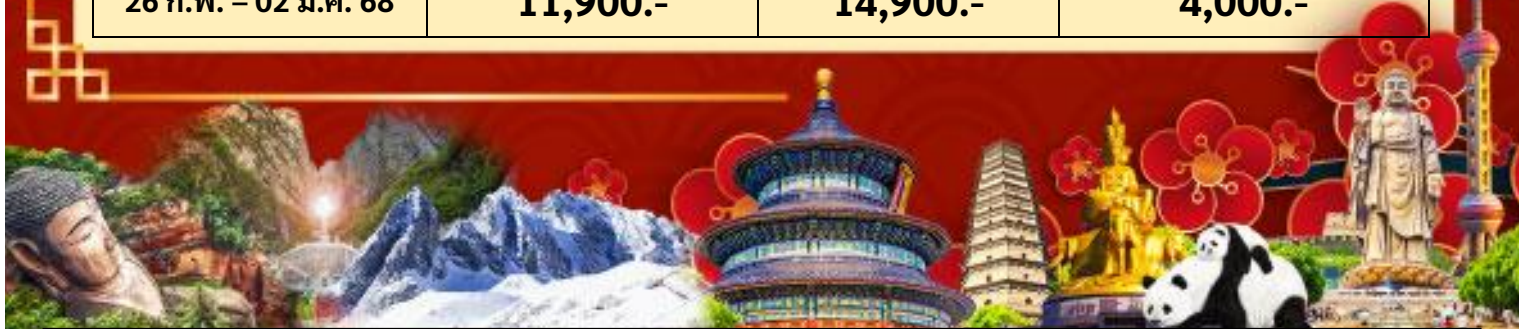 26 ก.พ. – 02 มี.ค. 68 11,900.- 14,900.- 4,000.-